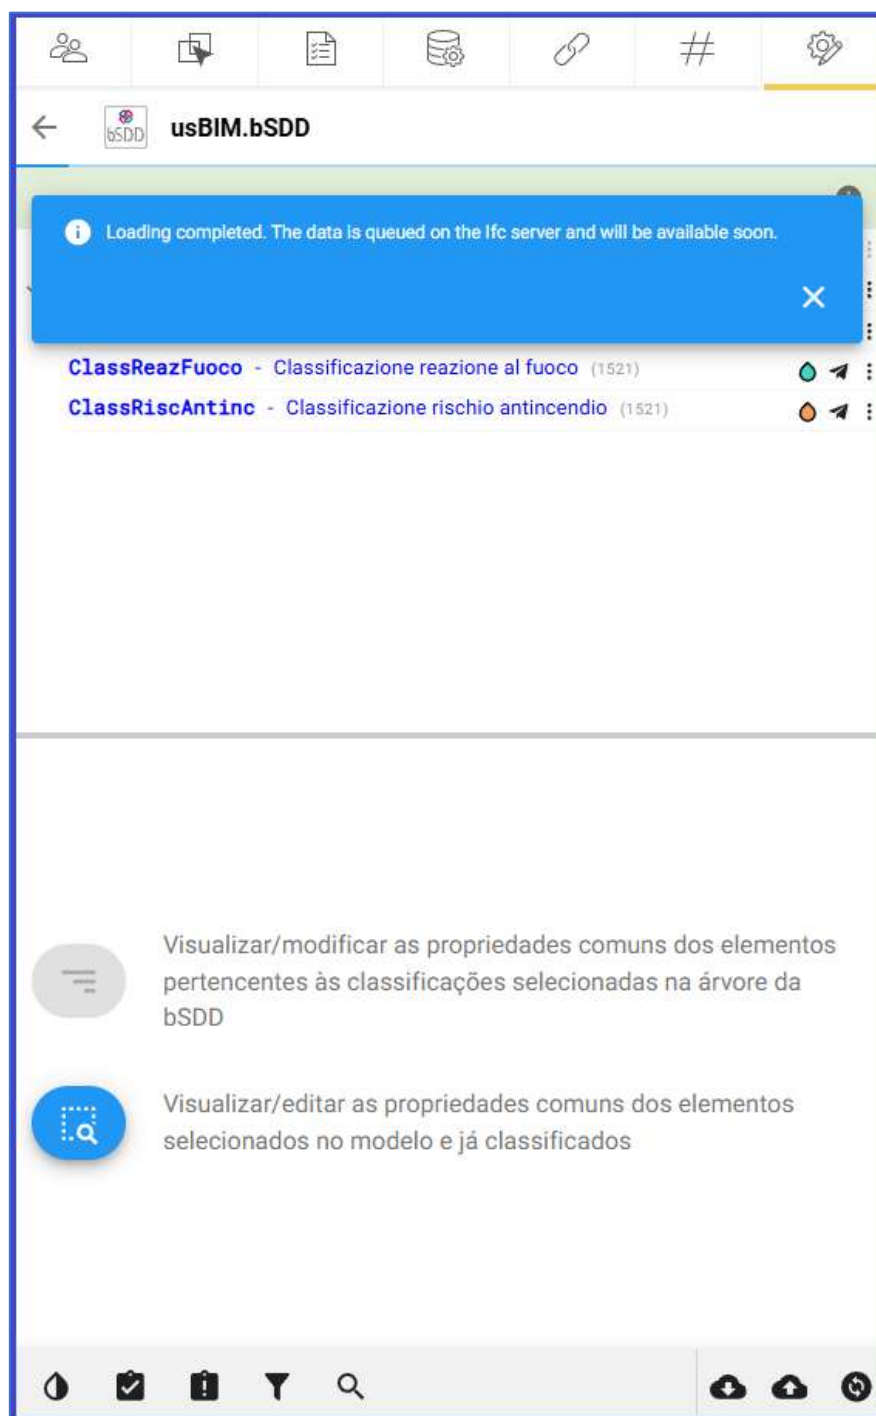 bSDD
usBIM.bSDD
Loading completed. The data is queued on the Ifc server and will be available soon.
ClassReazFuoco - Classificazione reazione al fuoco (1521)
ClassRiscAntinc - Classificazione rischio antincendio (1521)
Visualizar/modificar as propriedades comuns dos elementos
pertencentes às classificações selecionadas na árvore da
bSDD
Visualizar/editar as propriedades comuns dos elementos
selecionados no modelo e já classificados